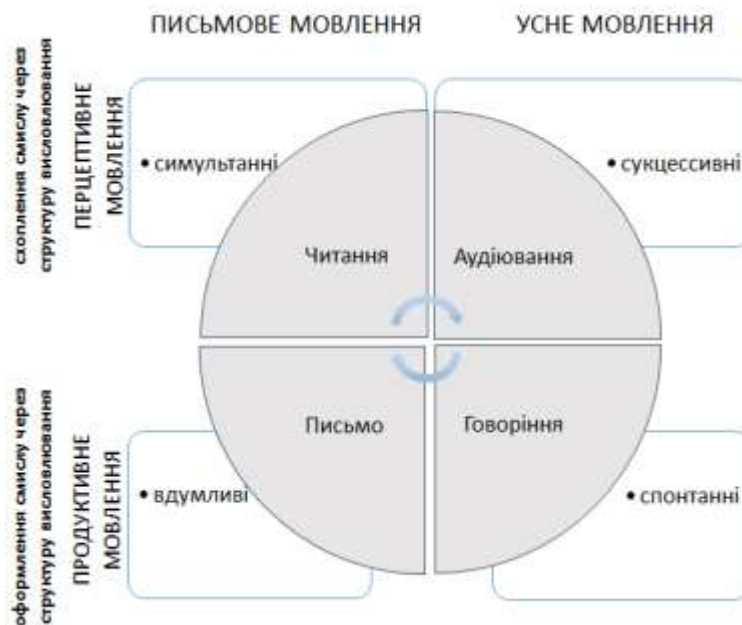 ПИСЬМОВЕ МОВЛЕННЯ
УСНЕ МОВЛЕННЯ
схоплення смислу через
структуру висловлювання
ПЕРЦЕПТИВНЕ
МОВЛЕННЯ
• симультанні
• сукцессивні
Читання
Аудіювання
оформлення смислу через
структуру висловлювання
ПРОДУКТИВНЕ
МОВЛЕННЯ
Письмо
Говоріння
• вдумливі
• спонтанні